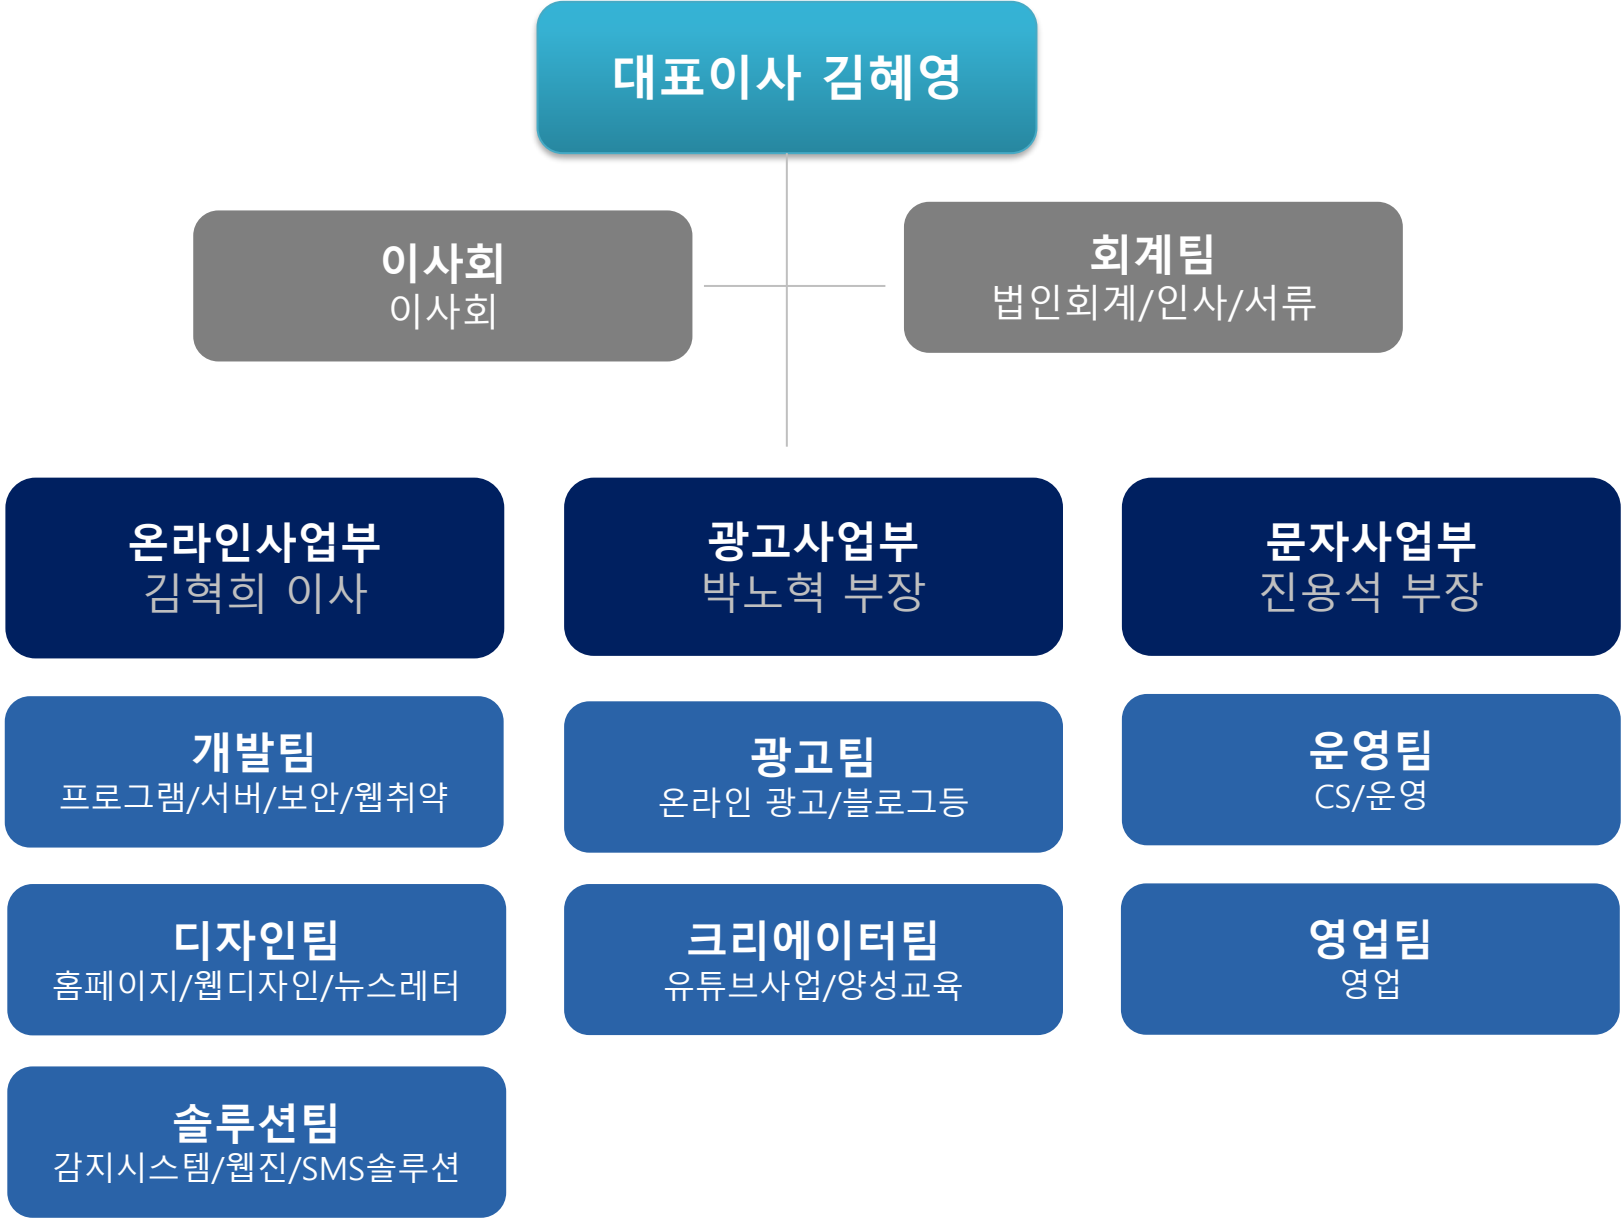 대표이사 김혜영
이사회
이사회
회계팀
법인회계/인사/서류
온라인사업부
김혁희 이사
광고사업부
박노혁 부장
문자사업부
진용석 부장
개발팀
프로그램/서버/보안/웹취약
광고팀
온라인 광고/블로그등
운영팀
CS/운영
디자인팀
홈페이지/웹디자인/뉴스레터
크리에이터팀
유튜브사업/양성교육
영업팀
영업
솔루션팀
감지시스템/웹진/SMS솔루션